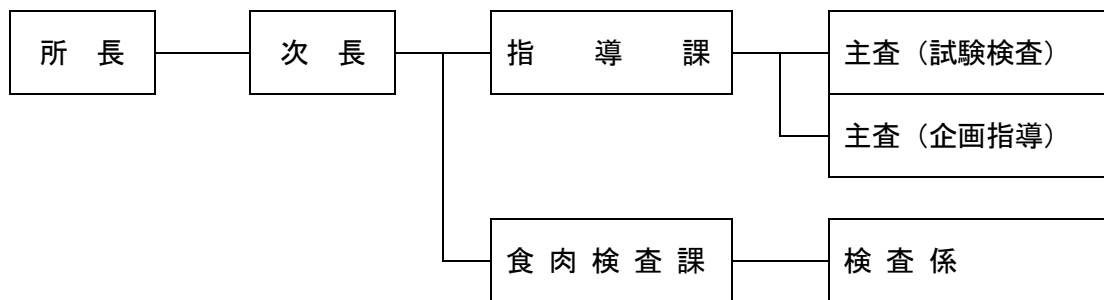 所長 次長 指導課 主査（試験検査）
主査（企画指導）
食肉検査課 検査係